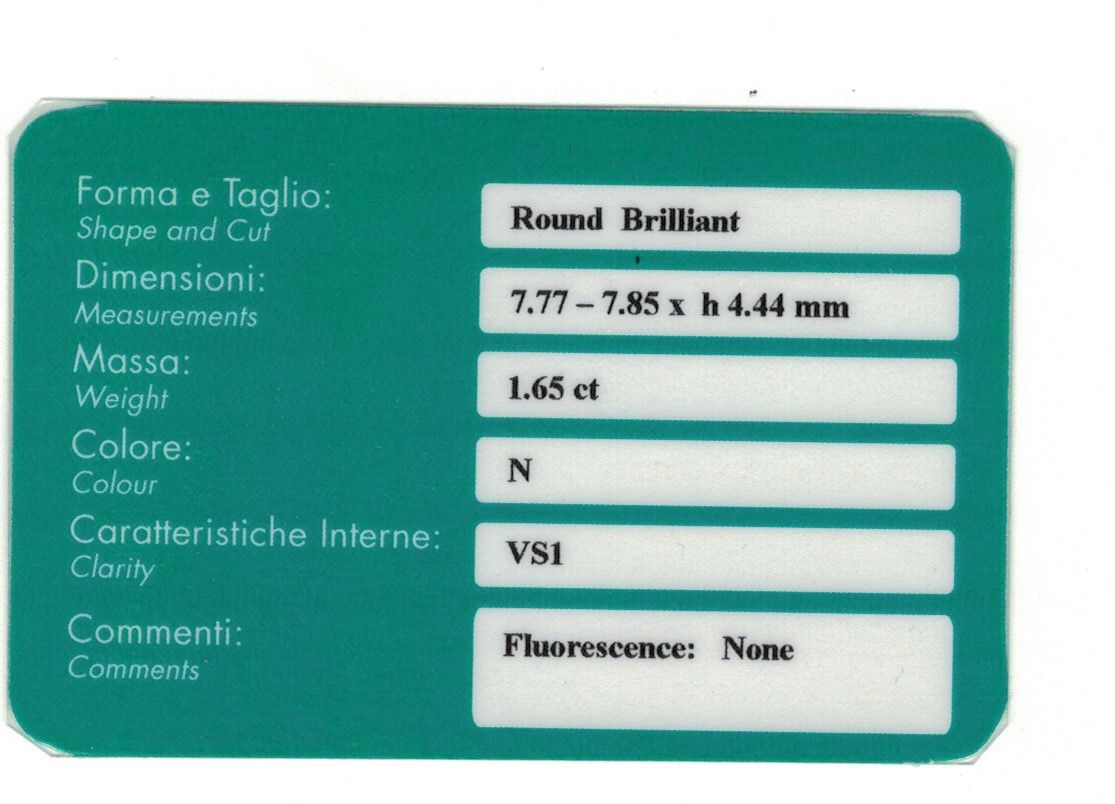 Forma e Taglio:
Shape and Cut
Round Brilliant
Dimensioni:
Measurements
7.77 – 7.85 x h 4.44 mm
Massa:
Weight
1.65 ct
Colore:
Colour
N
Caratteristiche Interne:
Clarity
VS1
Commenti:
Comments
Fluorescence: None